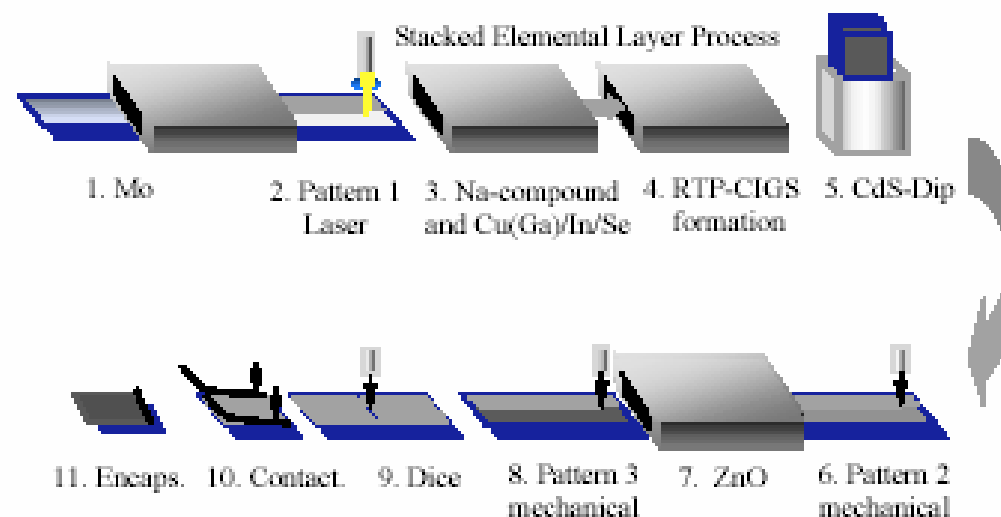 Stacked Elemental Layer Process
1. Mo
2. Pattern 1
Laser
3. Na-compound
and Cu(Ga)/In/Se
4. RTP-CIGS
formation
5. CdS-Dip
11. Encaps.
10. Contact.
9. Dice
8. Pattern 3
mechanical
7. ZnO
6. Pattern 2
mechanical